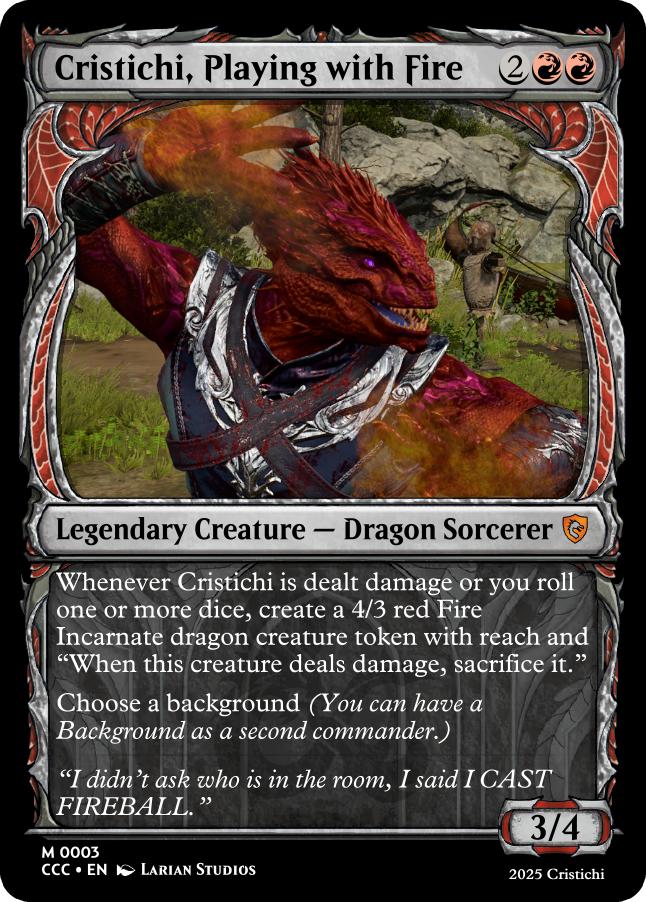 Cristichi, Playing with Fire 2
Legendary Creature — Dragon Sorcerer
Whenever Cristichi is dealt damage or you roll
one or more dice, create a 4/3 red Fire
Incarnate dragon creature token with reach and
“When this creature deals damage, sacrifice it.”
Choose a background (You can have a
Background as a second commander.)
“I didn’t ask who is in the room, I said I CAST
FIREBALL.”
3/4
M 0003
CCC • EN Larian Studios
2025 Cristichi